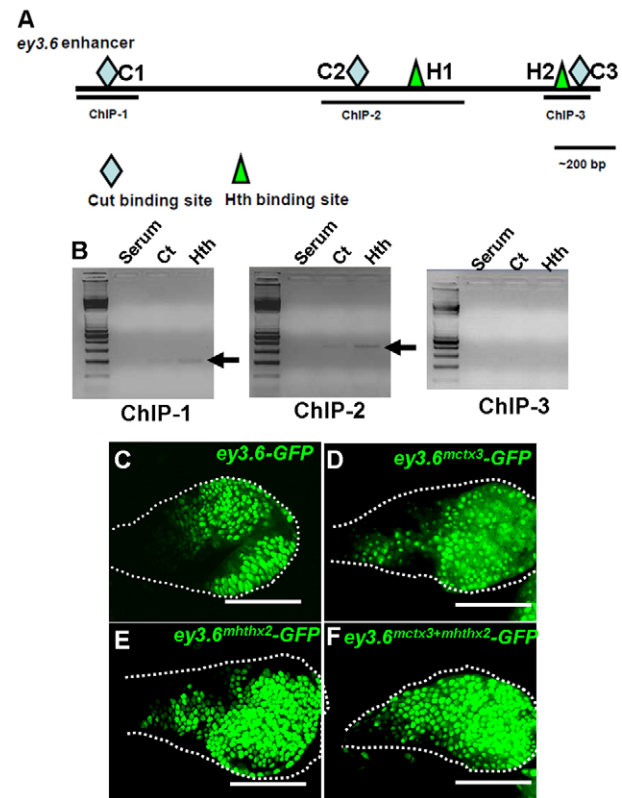 A
ey3.6 enhancer
C1 C2 H1 H2 C3
ChIP-1 ChIP-2 ChIP-3
~200 bp
Cut binding site Hth binding site
B
Serum Ct Hth Serum Ct Hth Serum Ct Hth
ChIP-1 ChIP-2 ChIP-3
C ey3.6-GFP D ey3.6mctx3-GFP
E ey3.6mhthx2-GFP F ey3.6mctx3+mhthx2-GFP